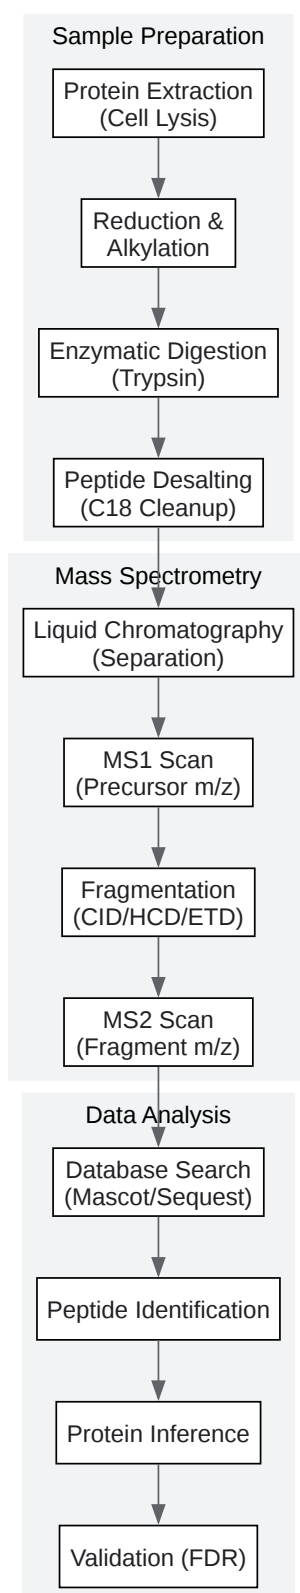 Sample Preparation
Protein Extraction
(Cell Lysis)
Reduction &
Alkylation
Enzymatic Digestion
(Trypsin)
Peptide Desalting
(C18 Cleanup)
Mass Spectrometry
Liquid Chromatography
(Separation)
MS1 Scan
(Precursor m/z)
Fragmentation
(CID/HCD/ETD)
MS2 Scan
(Fragment m/z)
Data Analysis
Database Search
(Mascot/Sequest)
Peptide Identification
Protein Inference
Validation (FDR)